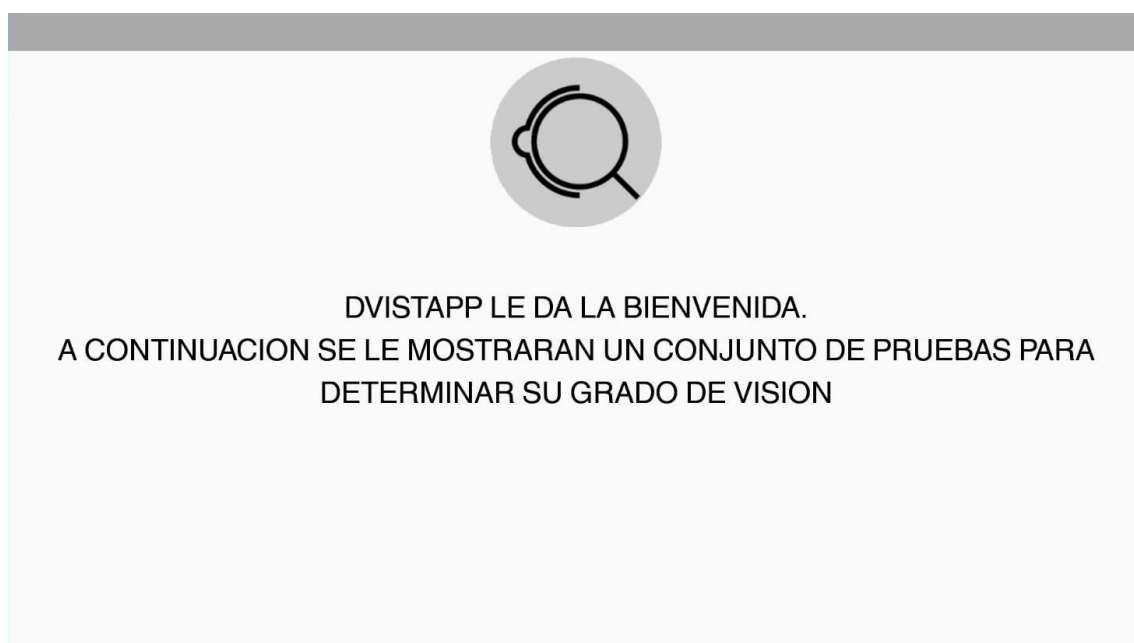 DVISTAPP LE DA LA BIENVENIDA.
A CONTINUACION SE LE MOSTRARAN UN CONJUNTO DE PRUEBAS PARA
DETERMINAR SU GRADO DE VISION